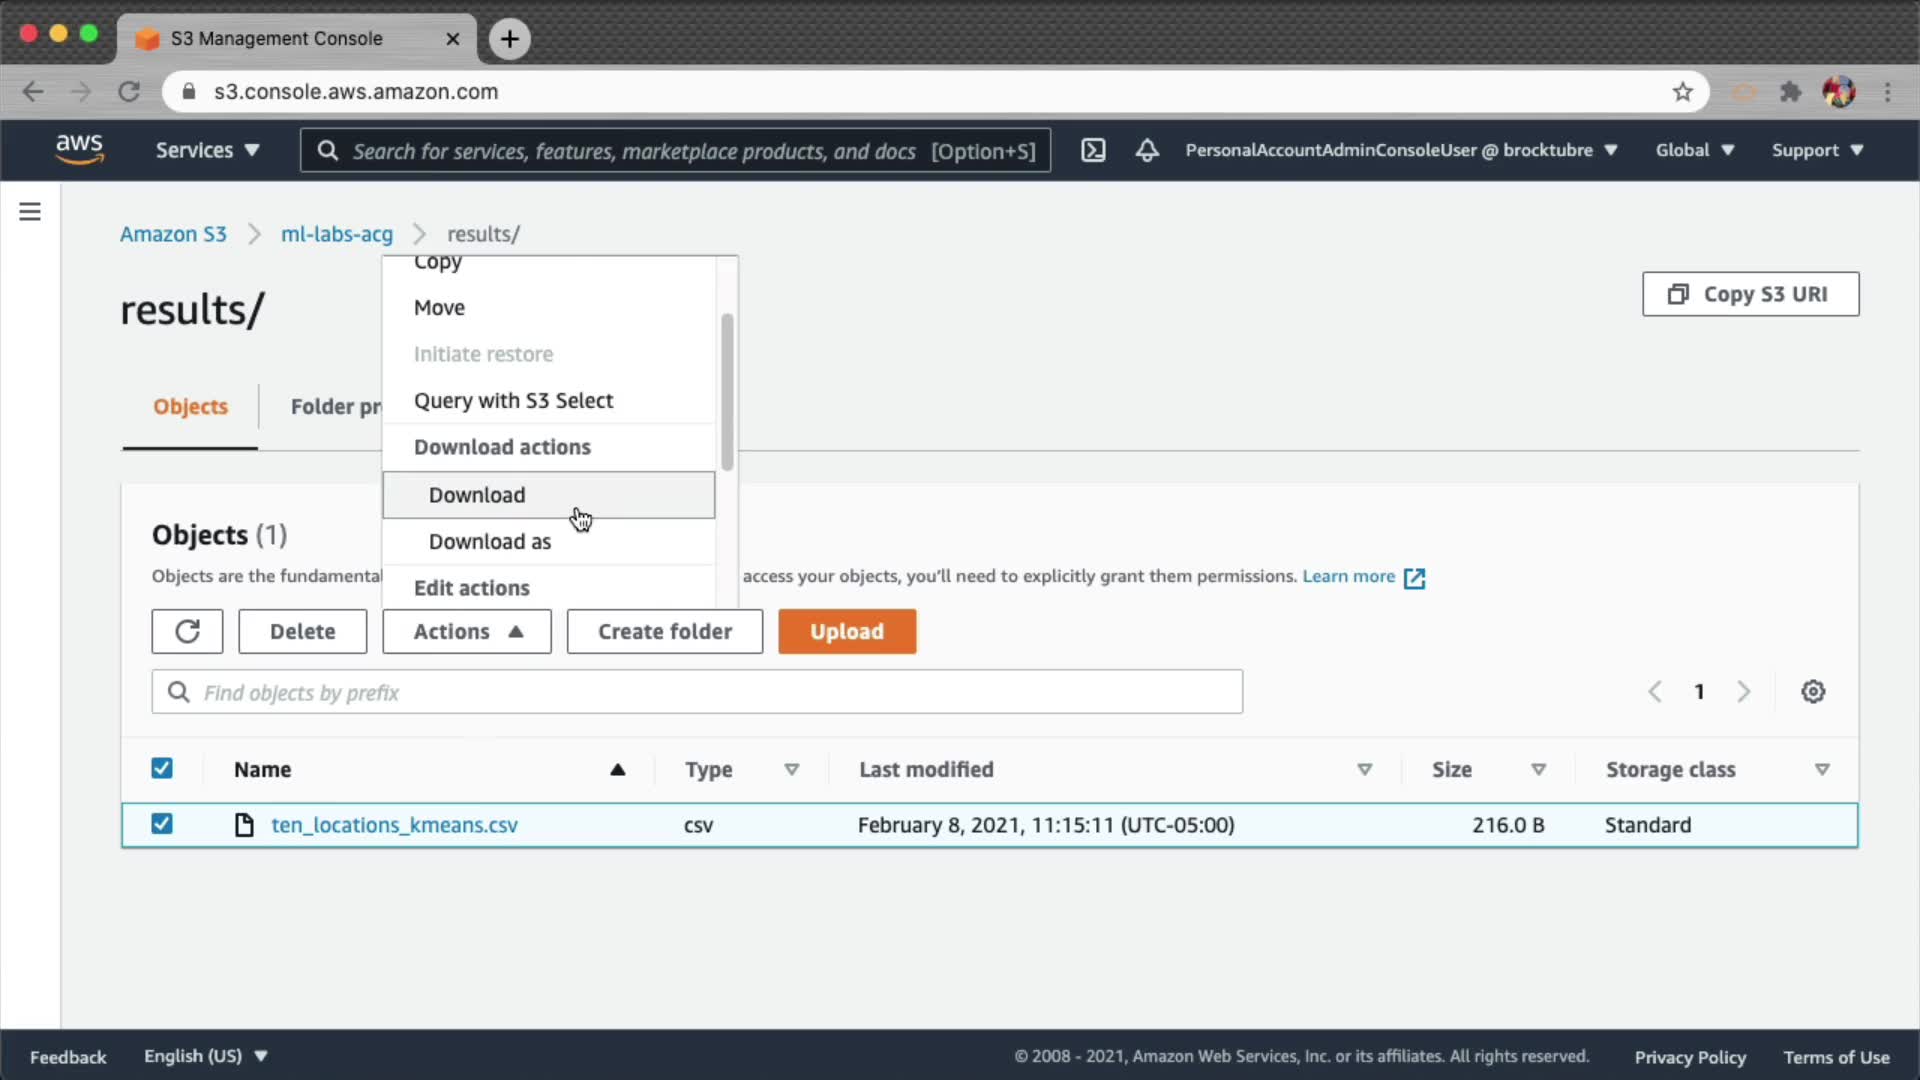 S3 Management Console
s3.console.aws.amazon.com
aws Services Search for services, features, marketplace products, and docs [Option+S] PersonalAccountAdminConsoleUser @ brocktubre Global Support
Amazon S3 ml-labs-acg results/
results/
Copy S3 URI
Copy
Move
Initiate restore
Query with S3 Select
Download actions
Download
Download as
Edit actions
Objects Folder pr
Objects (1)
Objects are the fundamental access your objects, you'll need to explicitly grant them permissions. Learn more
Delete Actions Create folder Upload
Find objects by prefix 1
Name Type Last modified Size Storage class
ten_locations_kmeans.csv csv February 8, 2021, 11:15:11 (UTC-05:00) 216.0 B Standard
Feedback English (US) © 2008 - 2021, Amazon Web Services, Inc. or its affiliates. All rights reserved. Privacy Policy Terms of Use